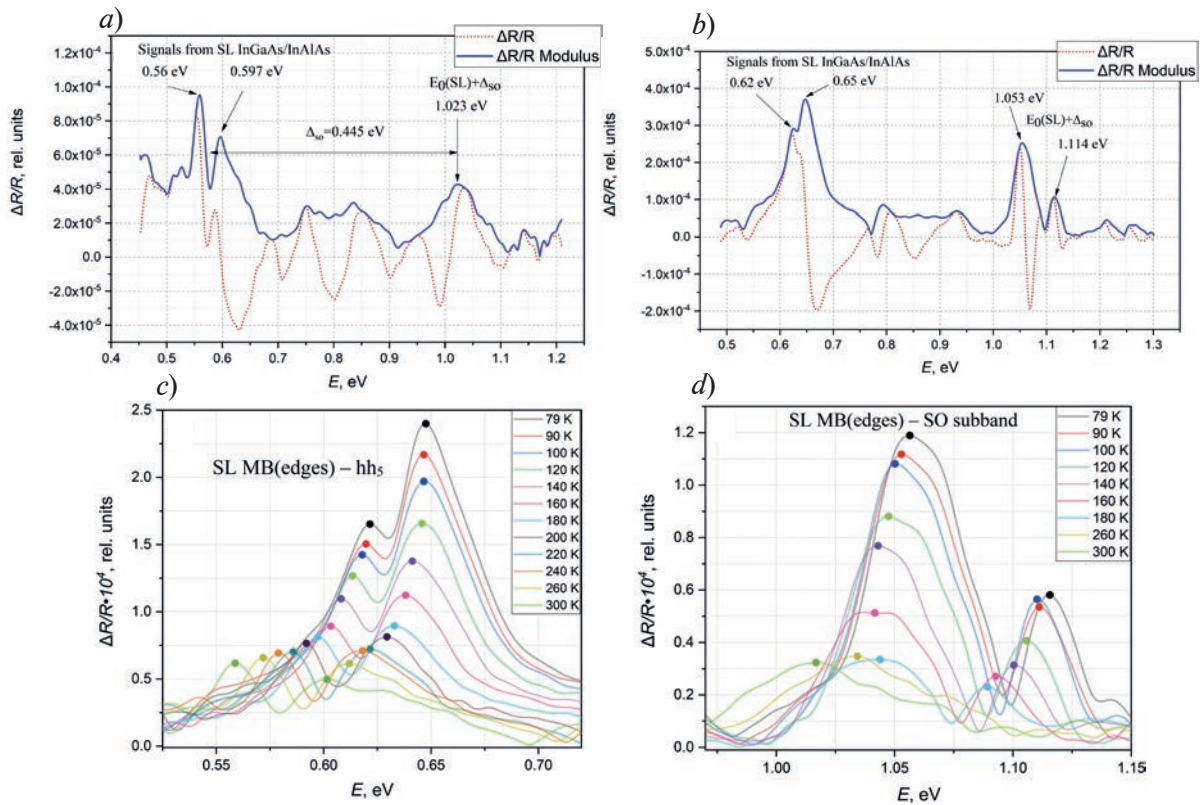 a)
ΔR/R
ΔR/R Modulus
Signals from SL InGaAs/InAlAs
0.56 eV
0.597 eV
E0(SL)+Δso
1.023 eV
Δso=0.445 eV
1.2x10-4
1.0x10-4
8.0x10-5
6.0x10-5
4.0x10-5
2.0x10-5
0.0
-2.0x10-5
-4.0x10-5
ΔR/R, rel. units
0.4 0.5 0.6 0.7 0.8 0.9 1.0 1.1 1.2
E, eV
b)
ΔR/R
ΔR/R Modulus
Signals from SL InGaAs/InAlAs
0.62 eV
0.65 eV
1.053 eV
E0(SL)+Δso
1.114 eV
5.0x10-4
4.0x10-4
3.0x10-4
2.0x10-4
1.0x10-4
0.0
-1.0x10-4
-2.0x10-4
ΔR/R, rel. units
0.5 0.6 0.7 0.8 0.9 1.0 1.1 1.2 1.3
E, eV
c)
SL MB(edges) – hh5
79 K
90 K
100 K
120 K
140 K
160 K
180 K
200 K
220 K
240 K
260 K
300 K
2.5
2.0
1.5
1.0
0.5
0.0
ΔR/R•10^4, rel. units
0.55 0.60 0.65 0.70
E, eV
d)
SL MB(edges) – SO subband
79 K
90 K
100 K
120 K
140 K
160 K
180 K
260 K
300 K
1.2
1.0
0.8
0.6
0.4
0.2
0.0
ΔR/R•10^4, rel. units
1.00 1.05 1.10 1.15
E, eV